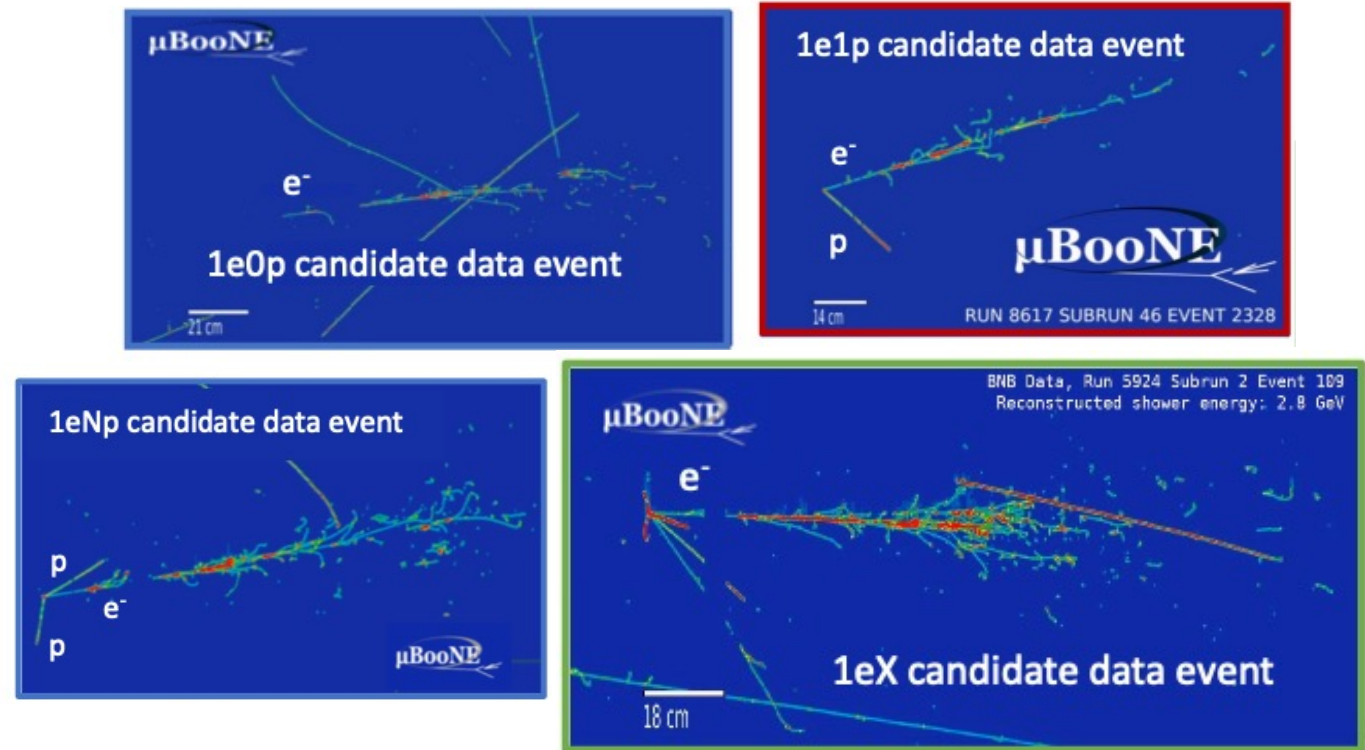 µBooNE
e-
1e0p candidate data event
21 cm
1e1p candidate data event
e-
p
µBooNE
14 cm
RUN 8617 SUBRUN 46 EVENT 2328
1eNp candidate data event
p
e-
p
µBooNE
BNB Data, Run 5924 Subrun 2 Event 109
Reconstructed shower energy: 2.8 GeV
µBooNE
e-
1eX candidate data event
18 cm